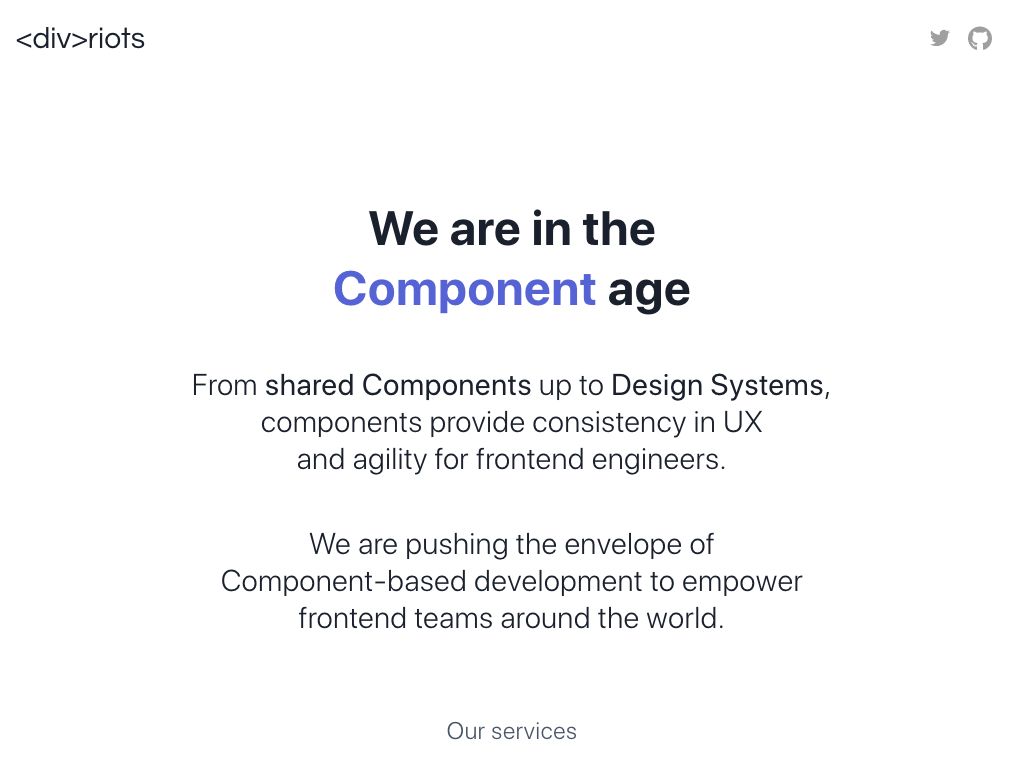 <div>riots
We are in the
Component age
From shared Components up to Design Systems,
components provide consistency in UX
and agility for frontend engineers.
We are pushing the envelope of
Component-based development to empower
frontend teams around the world.
Our services